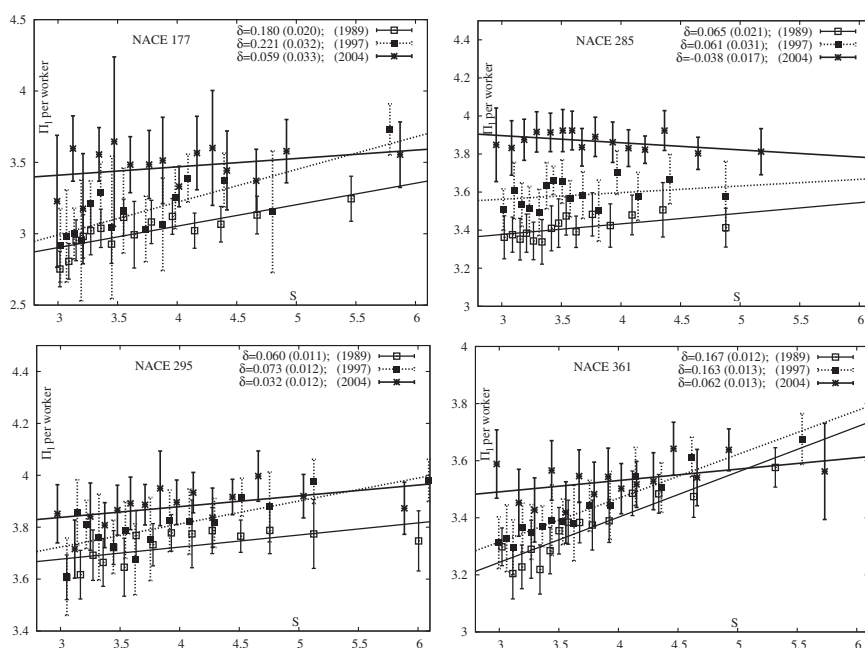 NACE 177
δ=0.180 (0.020); (1989)
δ=0.221 (0.032); (1997)
δ=0.059 (0.033); (2004)
Π_l per worker
4.5
4
3.5
3
2.5
S
3 3.5 4 4.5 5 5.5 6
NACE 285
δ=0.065 (0.021); (1989)
δ=0.061 (0.031); (1997)
δ=-0.038 (0.017); (2004)
Π_l per worker
4.4
4.2
4
3.8
3.6
3.4
3.2
3
S
3 3.5 4 4.5 5 5.5 6
NACE 295
δ=0.060 (0.011); (1989)
δ=0.073 (0.012); (1997)
δ=0.032 (0.012); (2004)
Π_l per worker
4.4
4.2
4
3.8
3.6
3.4
S
3 3.5 4 4.5 5 5.5 6
NACE 361
δ=0.167 (0.012); (1989)
δ=0.163 (0.013); (1997)
δ=0.062 (0.013); (2004)
Π_l per worker
4
3.8
3.6
3.4
3.2
3
S
3 3.5 4 4.5 5 5.5 6